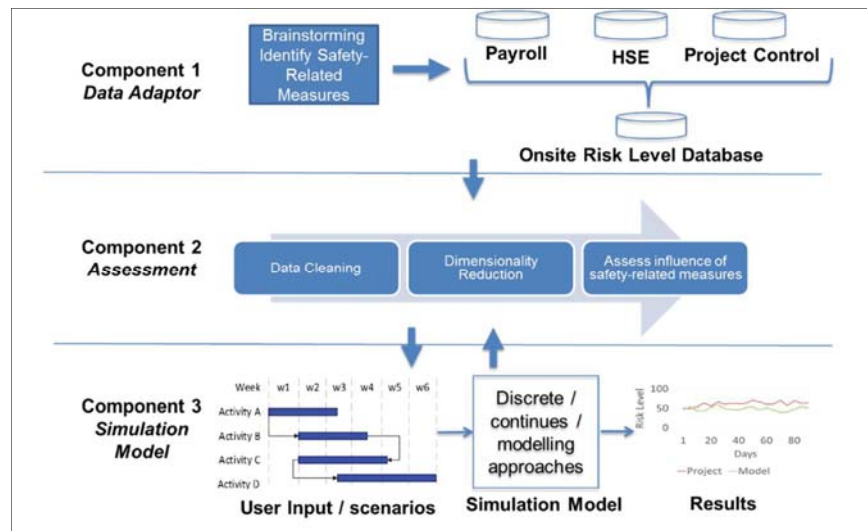 Component 1
Data Adaptor
Brainstorming
Identify Safety-
Related
Measures
Payroll
HSE
Project Control
Onsite Risk Level Database
Component 2
Assessment
Data Cleaning
Dimensionality
Reduction
Assess influence of
safety-related measures
Component 3
Simulation
Model
Week w1 w2 w3 w4 w5 w6
Activity A
Activity B
Activity C
Activity D
User Input / scenarios
Discrete /
continues /
modelling
approaches
Simulation Model
Risk Level
100
50
0
1 20 40 60 80
Days
Project Model
Results